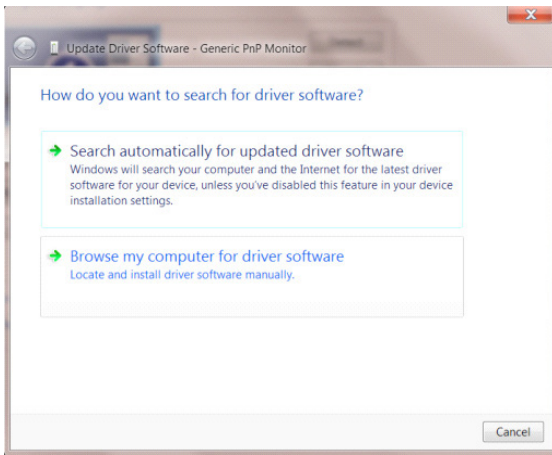 X
Update Driver Software - Generic PnP Monitor
How do you want to search for driver software?
Search automatically for updated driver software
Windows will search your computer and the Internet for the latest driver
software for your device, unless you've disabled this feature in your device
installation settings.
Browse my computer for driver software
Locate and install driver software manually.
Cancel